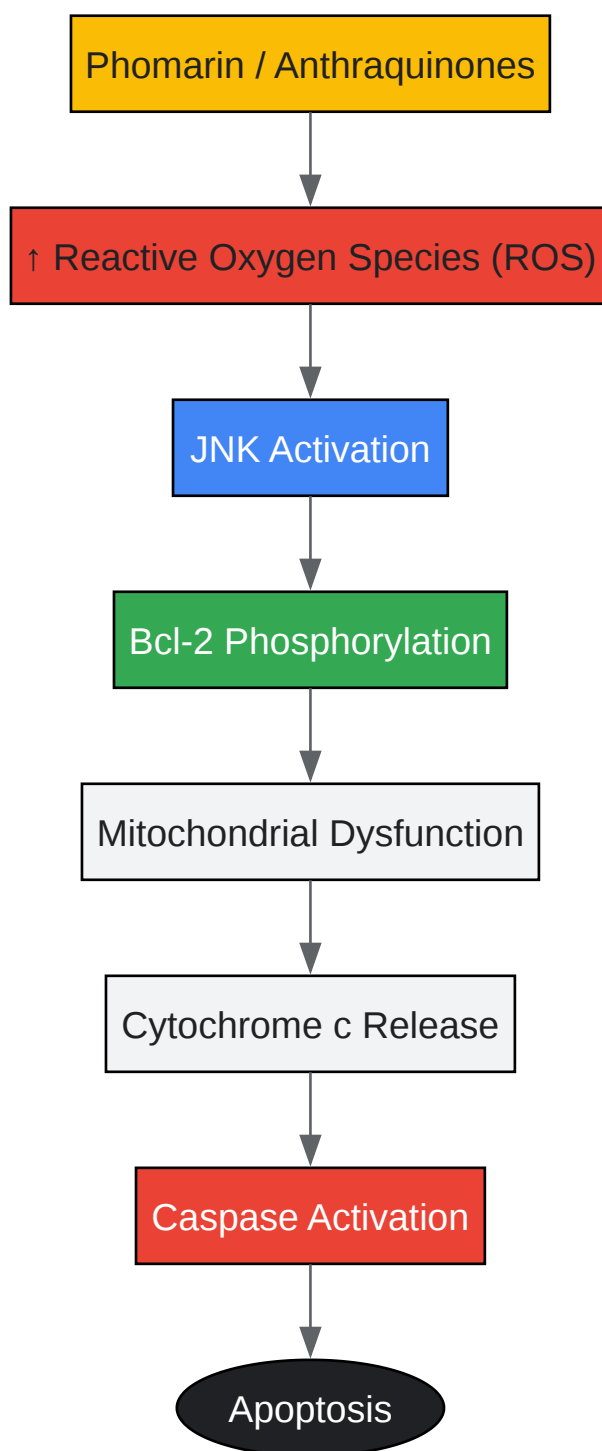 Phomarin / Anthraquinones
↑ Reactive Oxygen Species (ROS)
JNK Activation
Bcl-2 Phosphorylation
Mitochondrial Dysfunction
Cytochrome c Release
Caspase Activation
Apoptosis